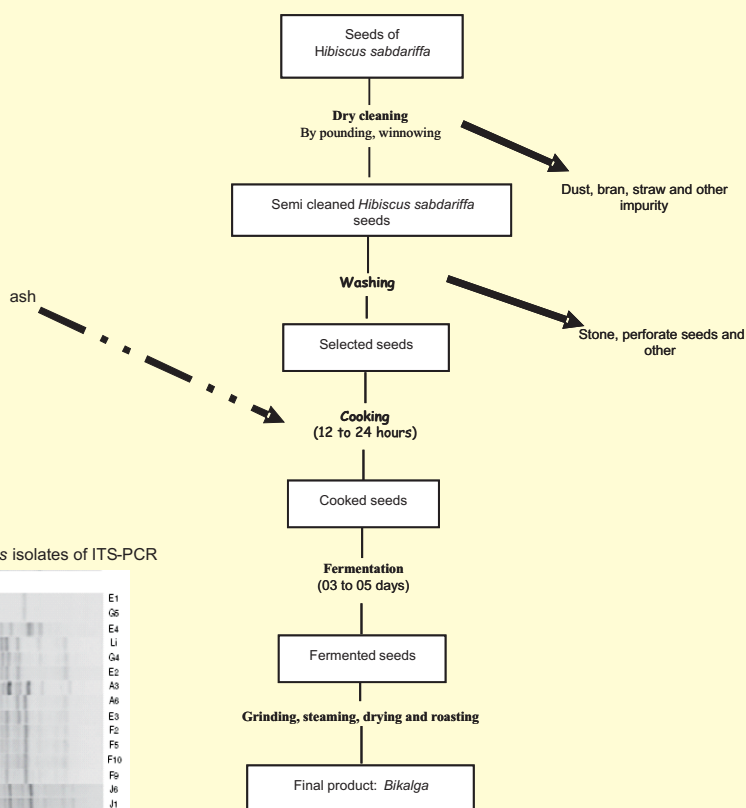 Seeds of
Hibiscus sabdariffa
Dry cleaning
By pounding, winnowing
Dust, bran, straw and other
impurity
Semi cleaned Hibiscus sabdariffa
seeds
Washing
ash
Stone, perforate seeds and
other
Selected seeds
Cooking
(12 to 24 hours)
Cooked seeds
s isolates of ITS-PCR
Fermentation
(03 to 05 days)
E1
G5
E4
Li
G4
E2
A3
A6
E3
F2
F5
F10
F9
J6
J1
Fermented seeds
Grinding, steaming, drying and roasting
Final product: Bikalga